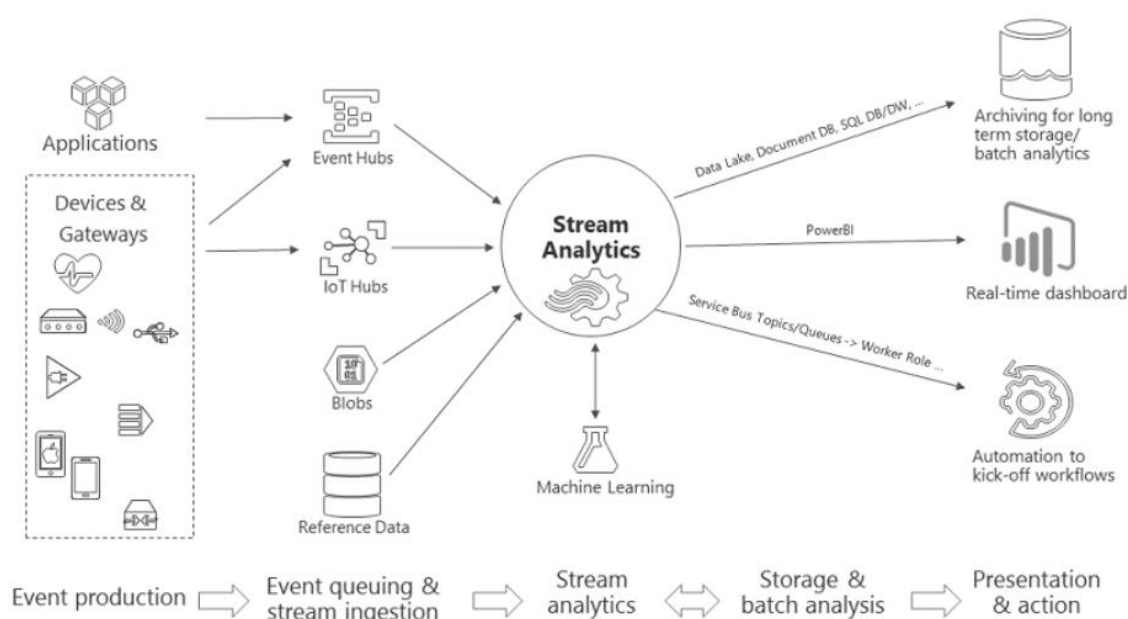 Applications
Devices &
Gateways
Event Hubs
IoT Hubs
10
01
Blobs
Reference Data
Stream
Analytics
Machine Learning
Data Lake, Document DB, SQL DB/DW, ...
PowerBI
Service Bus Topics/Queues -> Worker Role ...
Archiving for long
term storage/
batch analytics
Real-time dashboard
Automation to
kick-off workflows
Event production
Event queuing &
stream ingestion
Stream
analytics
Storage &
batch analysis
Presentation
& action